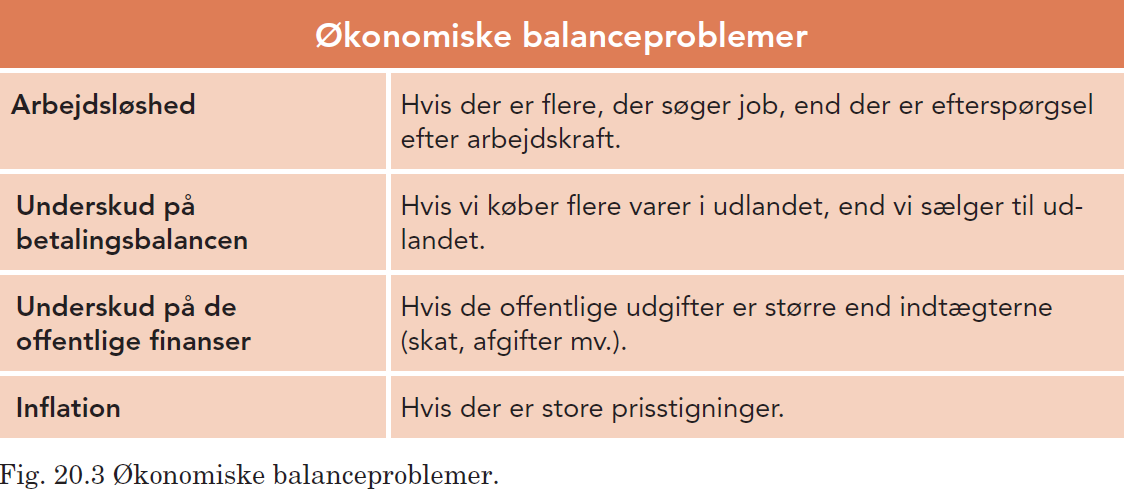 Økonomiske balanceproblemer
Arbejdsløshed
Hvis der er flere, der søger job, end der er efterspørgsel
efter arbejdskraft.
Underskud på
betalingsbalancen
Hvis vi køber flere varer i udlandet, end vi sælger til ud-
landet.
Underskud på de
offentlige finanser
Hvis de offentlige udgifter er større end indtægterne
(skat, afgifter mv.).
Inflation
Hvis der er store prisstigninger.
Fig. 20.3 Økonomiske balanceproblemer.